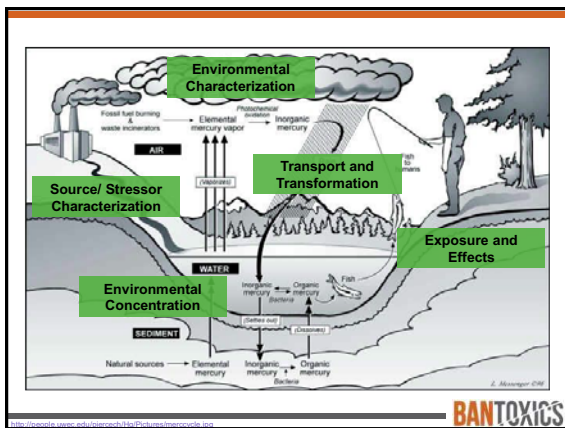 Environmental
Characterization
Fossil fuel burning
& waste incinerators
Elemental
mercury vapor
Photochemical
oxidation
Inorganic
mercury
AIR
(Vaporizes)
Transport and
Transformation
Fish
to
humans
Source/ Stressor
Characterization
Exposure and
Effects
WATER
Environmental
Concentration
Inorganic
mercury
Organic
mercury
Bacteria
Fish
(Settles out)
(Dissolves)
SEDIMENT
Natural sources
Elemental
mercury
Inorganic
mercury
Organic
mercury
Bacteria
L. Messenger ©98
http://people.uwec.edu/piercech/Hg/Pictures/merccycle.jpg
BANTOXICS